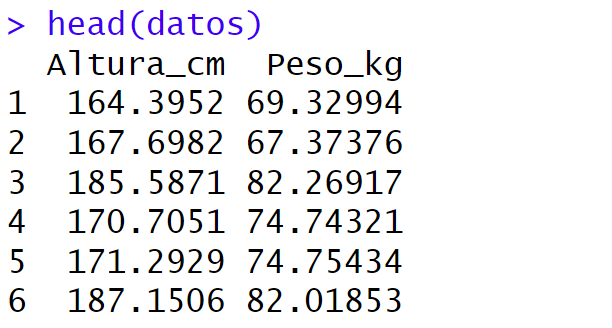 > head(datos)
Altura_cm Peso_kg
1 164.3952 69.32994
2 167.6982 67.37376
3 185.5871 82.26917
4 170.7051 74.74321
5 171.2929 74.75434
6 187.1506 82.01853